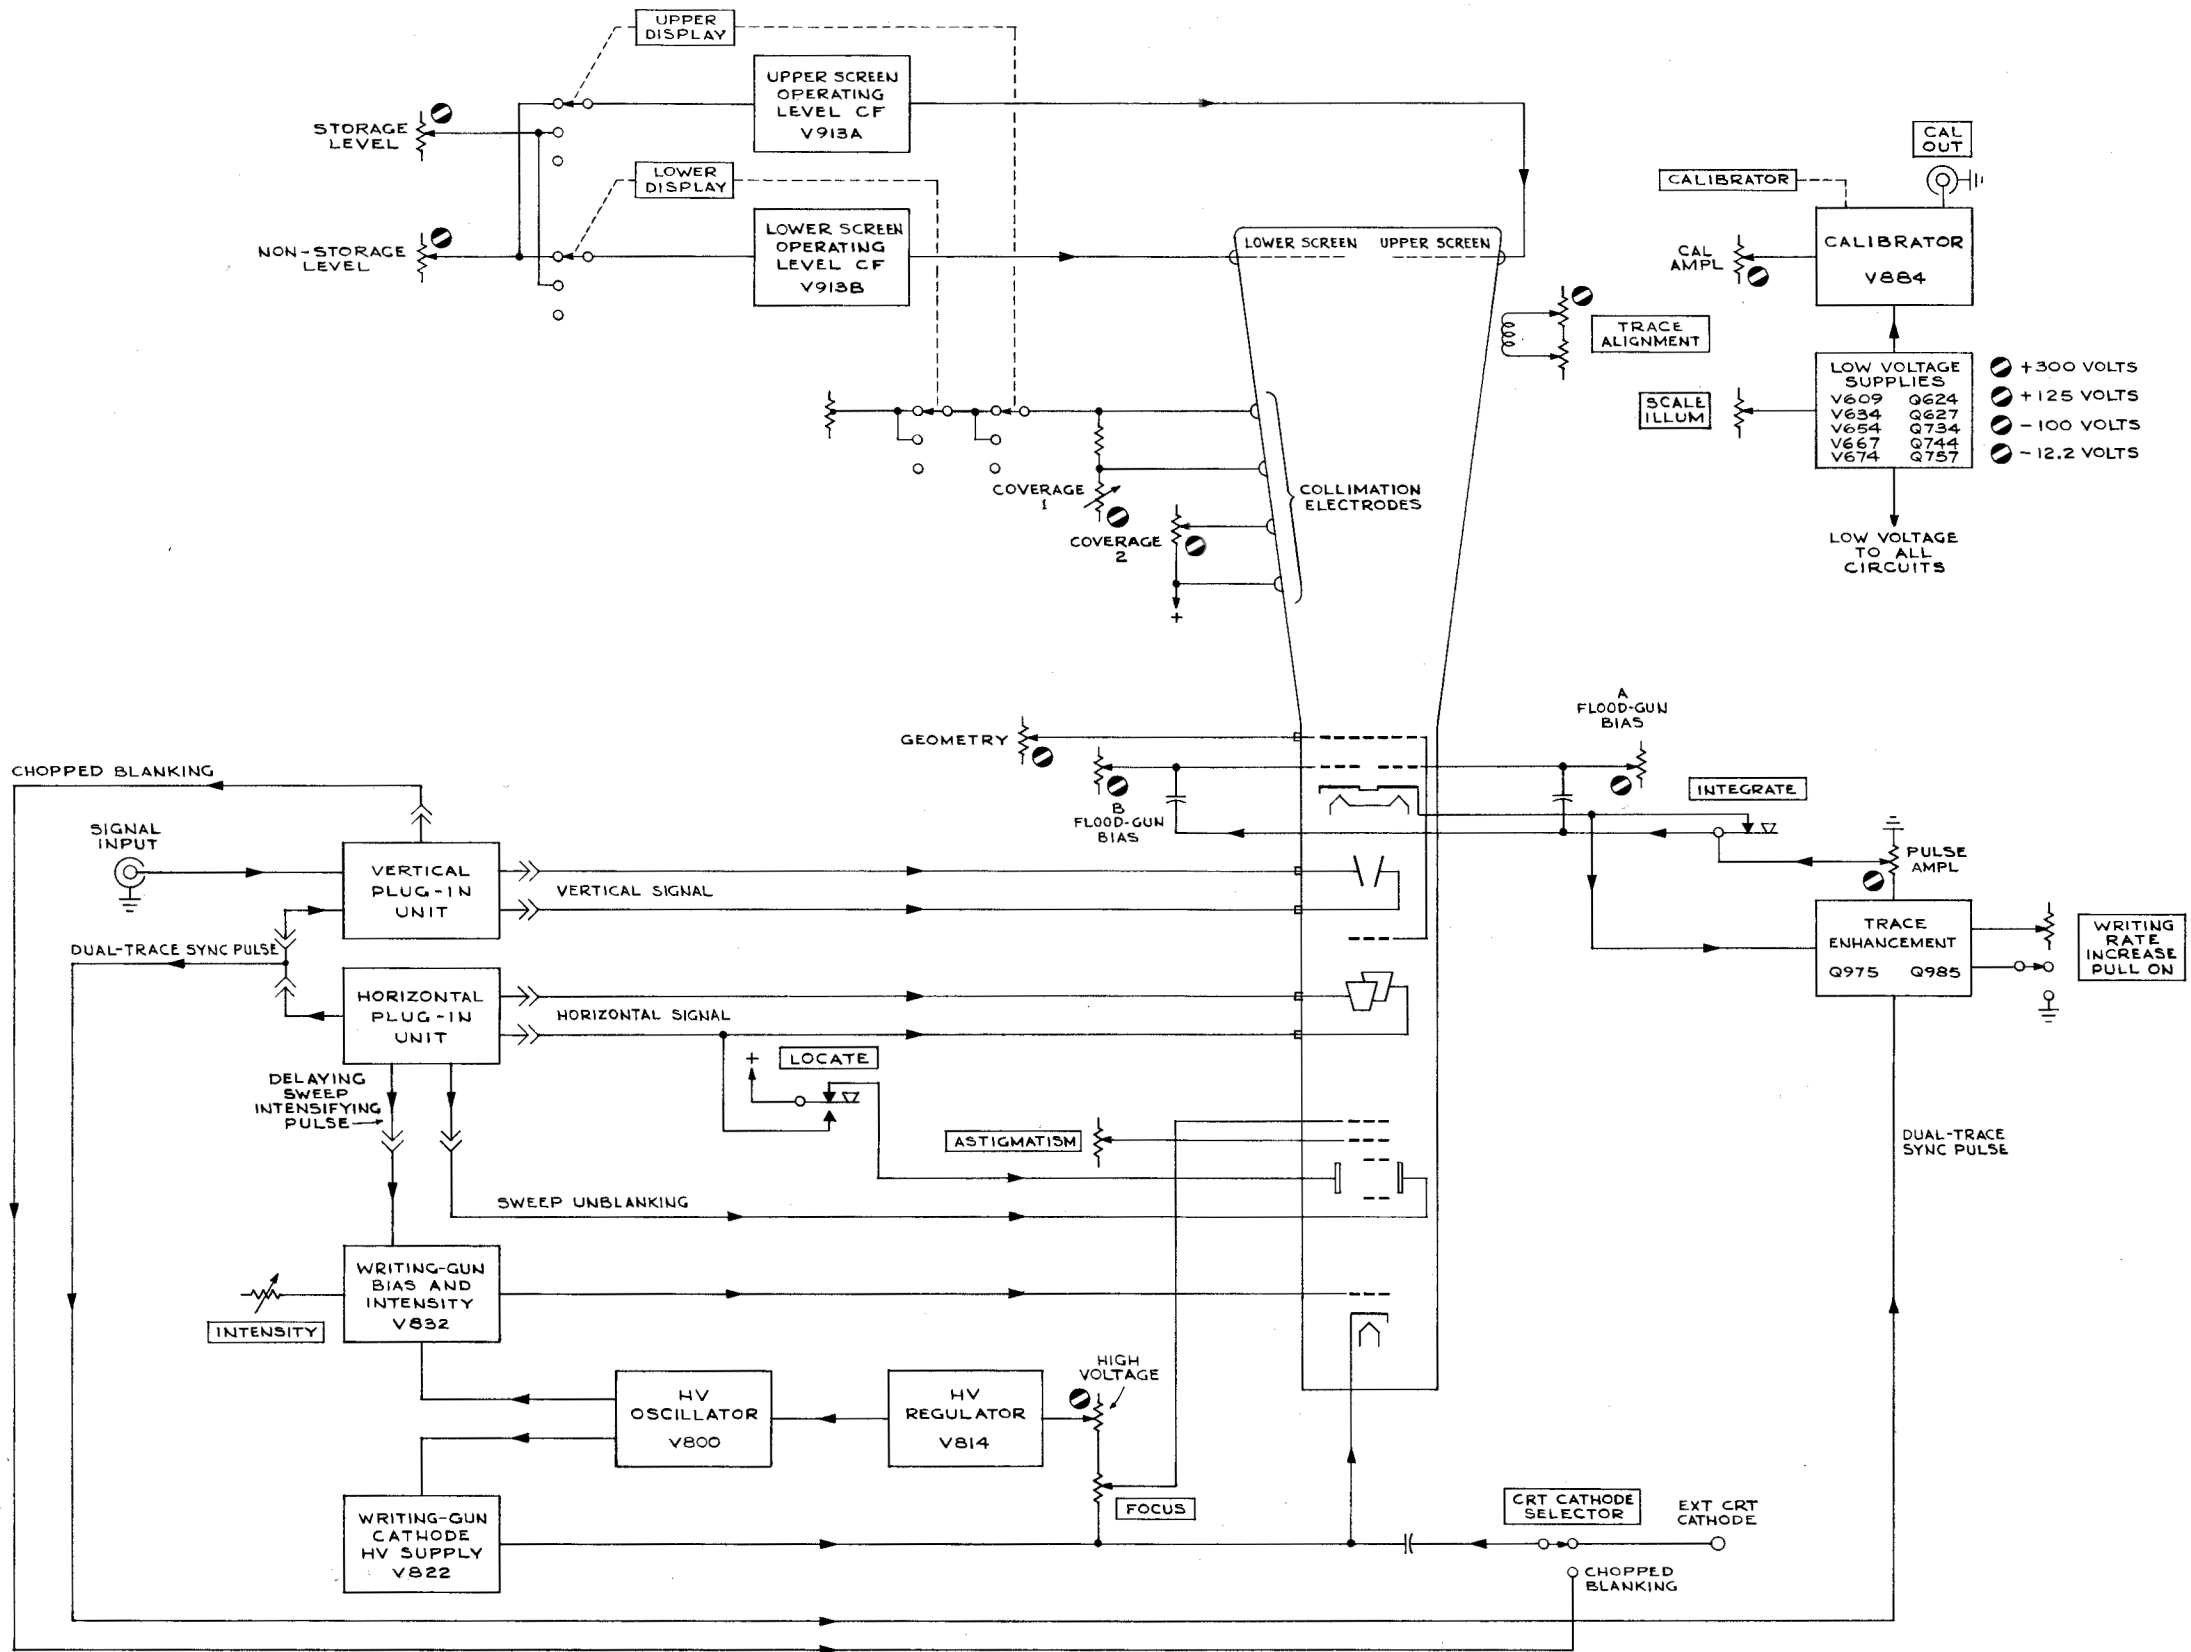 UPPER
DISPLAY
UPPER SCREEN
OPERATING
LEVEL CF
V913A
STORAGE
LEVEL
LOWER
DISPLAY
LOWER SCREEN
OPERATING
LEVEL CF
V913B
NON-STORAGE
LEVEL
LOWER SCREEN
UPPER SCREEN
CAL
OUT
CALIBRATOR
CALIBRATOR
V884
CAL
AMPL
TRACE
ALIGNMENT
LOW VOLTAGE
SUPPLIES
V609 Q624
V634 Q627
V654 Q734
V667 Q744
V674 Q757
+300 VOLTS
+125 VOLTS
-100 VOLTS
-12.2 VOLTS
SCALE
ILLUM
LOW VOLTAGE
TO ALL
CIRCUITS
COVERAGE
1
COVERAGE
2
+
COLLIMATION
ELECTRODES
GEOMETRY
A
FLOOD-GUN
BIAS
B
FLOOD-GUN
BIAS
INTEGRATE
PULSE
AMPL
CHOPPED BLANKING
SIGNAL
INPUT
VERTICAL
PLUG-IN
UNIT
VERTICAL SIGNAL
DUAL-TRACE SYNC PULSE
TRACE
ENHANCEMENT
Q975 Q985
WRITING
RATE
INCREASE
PULL ON
HORIZONTAL
PLUG-IN
UNIT
HORIZONTAL SIGNAL
+
LOCATE
DELAYING
SWEEP
INTENSIFYING
PULSE
ASTIGMATISM
DUAL-TRACE
SYNC PULSE
SWEEP UNBLANKING
WRITING-GUN
BIAS AND
INTENSITY
V832
INTENSITY
HV
OSCILLATOR
V800
HV
REGULATOR
V814
HIGH
VOLTAGE
FOCUS
WRITING-GUN
CATHODE
HV SUPPLY
V822
CRT CATHODE
SELECTOR
EXT CRT
CATHODE
CHOPPED
BLANKING